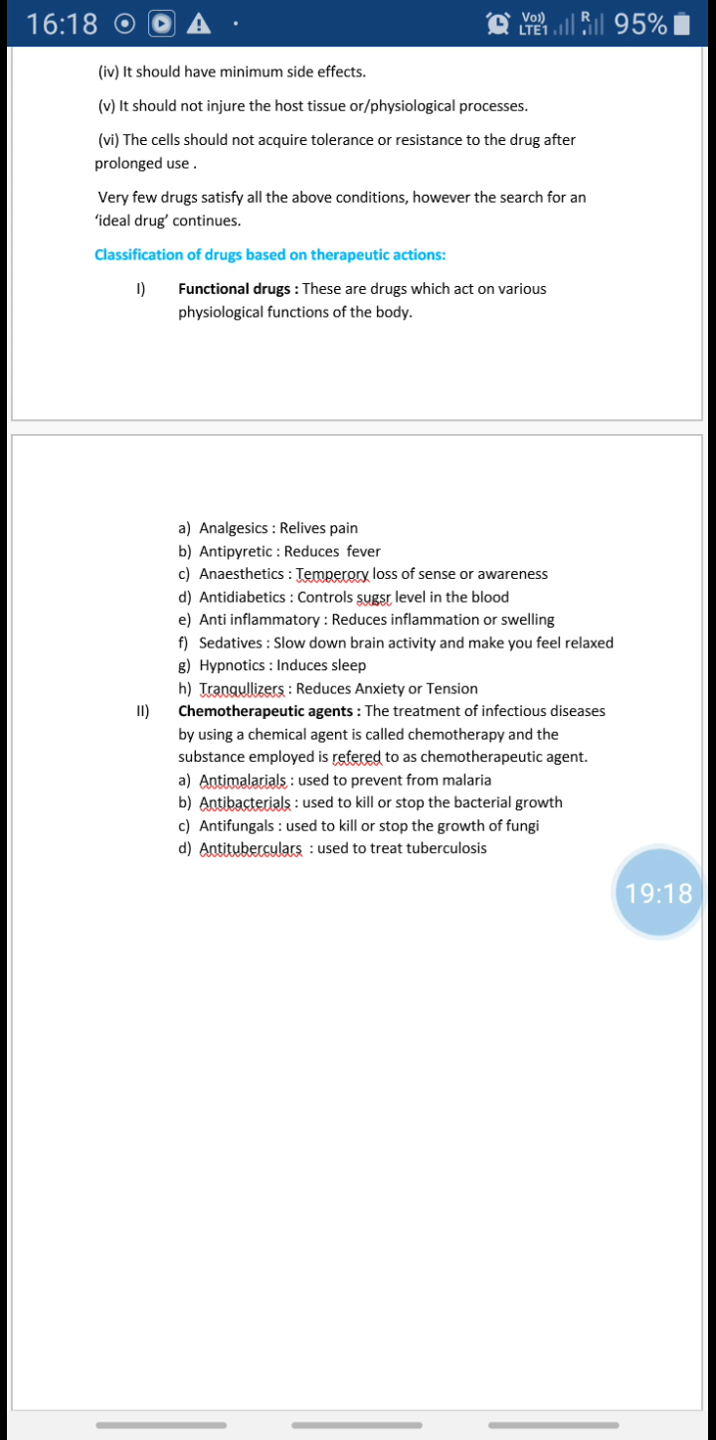 16:18
Vo)) LTE1 R 95%
(iv) It should have minimum side effects.
(v) It should not injure the host tissue or/physiological processes.
(vi) The cells should not acquire tolerance or resistance to the drug after
prolonged use .
Very few drugs satisfy all the above conditions, however the search for an
‘ideal drug’ continues.
Classification of drugs based on therapeutic actions:
I) Functional drugs : These are drugs which act on various
physiological functions of the body.
a) Analgesics : Relives pain
b) Antipyretic : Reduces fever
c) Anaesthetics : Temperory loss of sense or awareness
d) Antidiabetics : Controls sugsr level in the blood
e) Anti inflammatory : Reduces inflammation or swelling
f) Sedatives : Slow down brain activity and make you feel relaxed
g) Hypnotics : Induces sleep
h) Tranqullizers : Reduces Anxiety or Tension
II) Chemotherapeutic agents : The treatment of infectious diseases
by using a chemical agent is called chemotherapy and the
substance employed is refered to as chemotherapeutic agent.
a) Antimalarials : used to prevent from malaria
b) Antibacterials : used to kill or stop the bacterial growth
c) Antifungals : used to kill or stop the growth of fungi
d) Antituberculars : used to treat tuberculosis
19:18